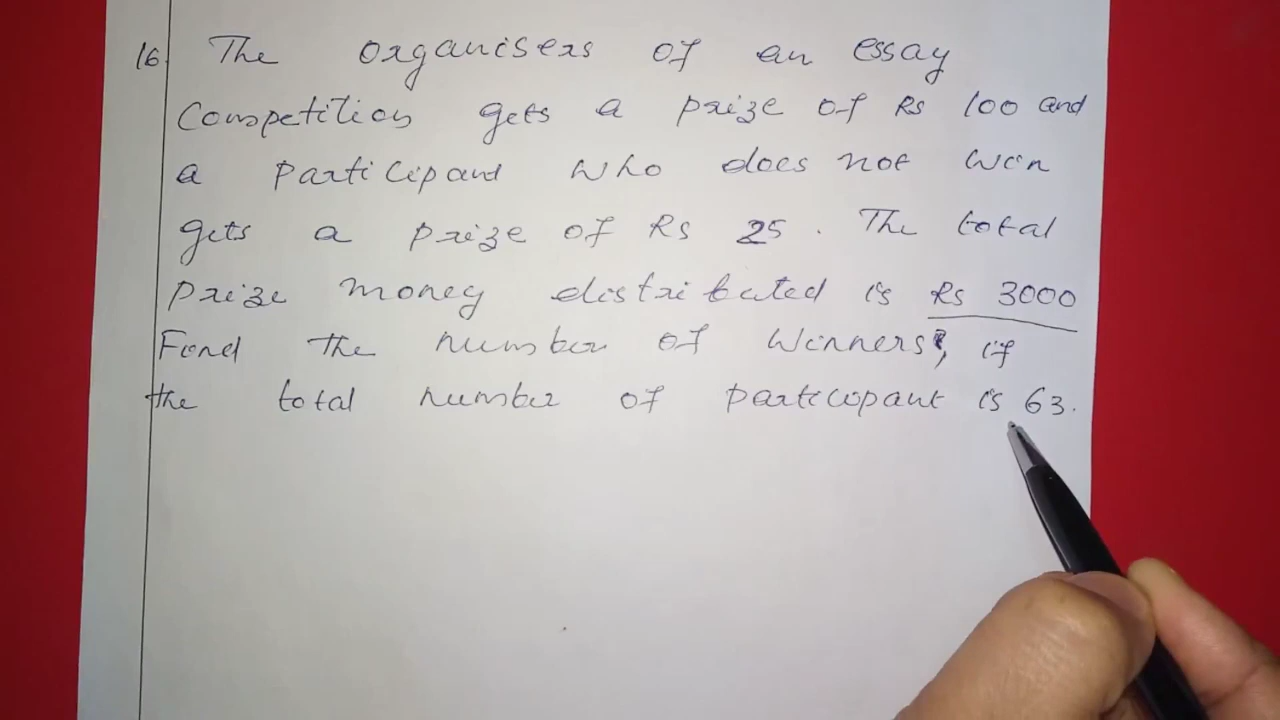 16. The organisers of an essay
Competition gets a prize of Rs 100 and
a participant who does not win
gets a prize of Rs 25. The total
prize money distributed is Rs 3000
Find the number of winners, if
the total number of participant is 63.